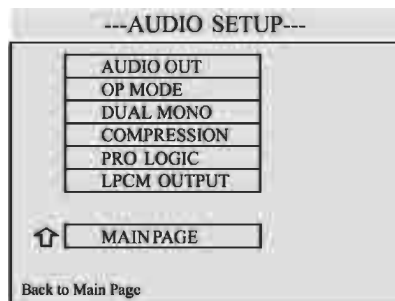 ---AUDIO SETUP---
AUDIO OUT
OP MODE
DUAL MONO
COMPRESSION
PRO LOGIC
LPCM OUTPUT
MAIN PAGE
Back to Main Page